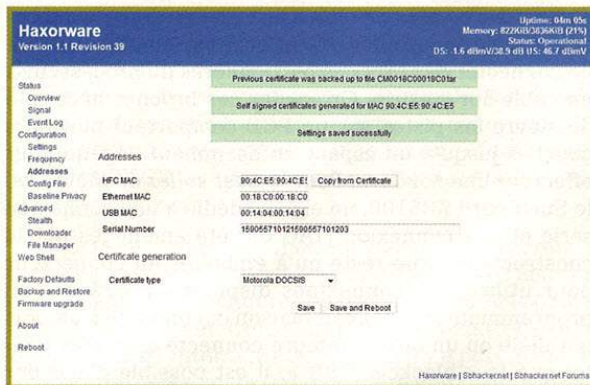 Haxorware
Version 1.1 Revision 39
Uptime: 04m 05s
Memory: 822KiB/3836KiB (21%)
Status: Operational
DS: -1.6 dBmV/38.9 dB US: 46.7 dBmV
Status
Overview
Signal
Event Log
Configuration
Settings
Frequency
Addresses
Config File
Baseline Privacy
Advanced
Stealth
Downloader
File Manager
Web Shell
Factory Defaults
Backup and Restore
Firmware upgrade
About
Reboot
Previous certificate was backed up to file CM0018C00018C0.tar
Self signed certificates generated for MAC 90:4C:E5:90:4C:E5
Settings saved sucessfully
Addresses
HFC MAC 90:4C:E5:90:4C:E! Copy from Certificate
Ethernet MAC 00:18:C0:00:18:C0
USB MAC 00:14:04:00:14:04
Serial Number
Certificate generation
Certificate type Motorola DOCSIS
Save Save and Reboot
Haxorware | Sbhackernet | Sbhackernet Forums